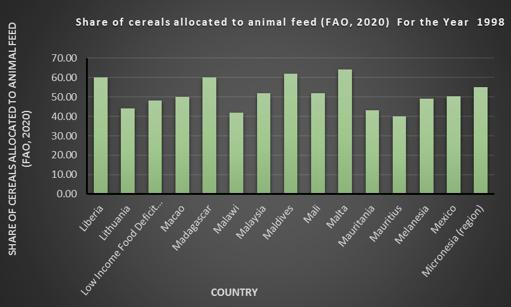 Share of cereals allocated to animal feed (FAO, 2020)  For the Year  1998
SHARE OF CEREALS ALLOCATED TO ANIMAL FEED
(FAO, 2020)
70.00
60.00
50.00
40.00
30.00
20.00
10.00
0.00
Liberia
Lithuania
Low Income Food Deficit...
Macao
Madagascar
Malawi
Malaysia
Maldives
Mali
Malta
Mauritania
Mauritius
Melanesia
Mexico
Micronesia (region)
COUNTRY